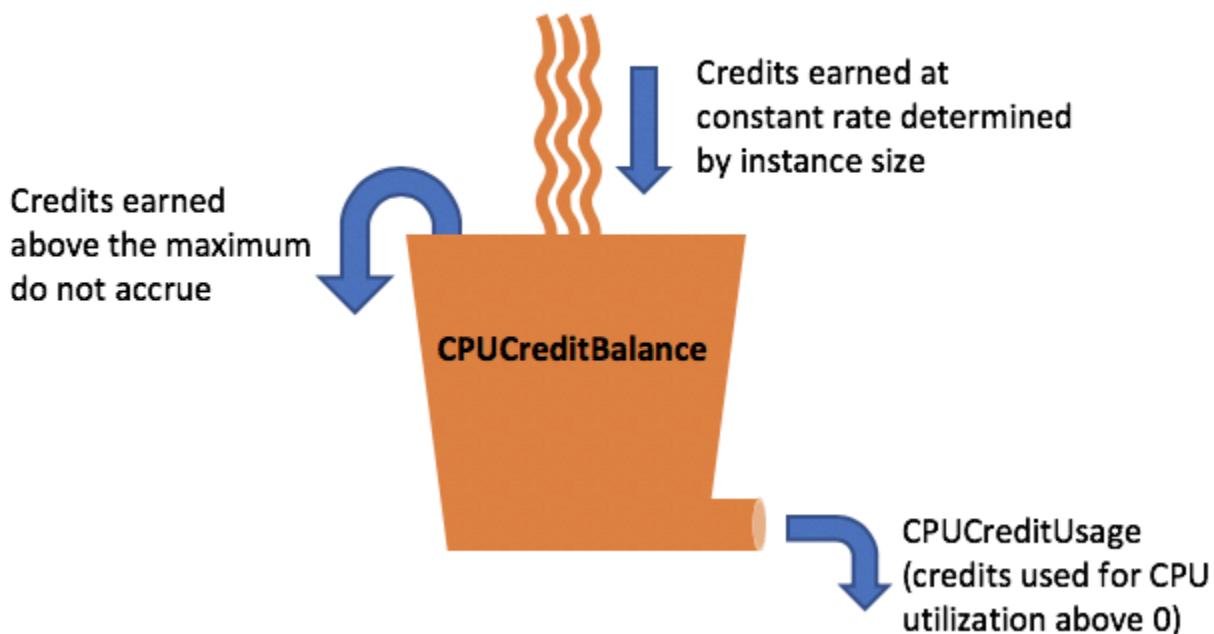 Credits earned at
constant rate determined
by instance size
Credits earned
above the maximum
do not accrue
CPUCreditBalance
CPUCreditUsage
(credits used for CPU
utilization above 0)